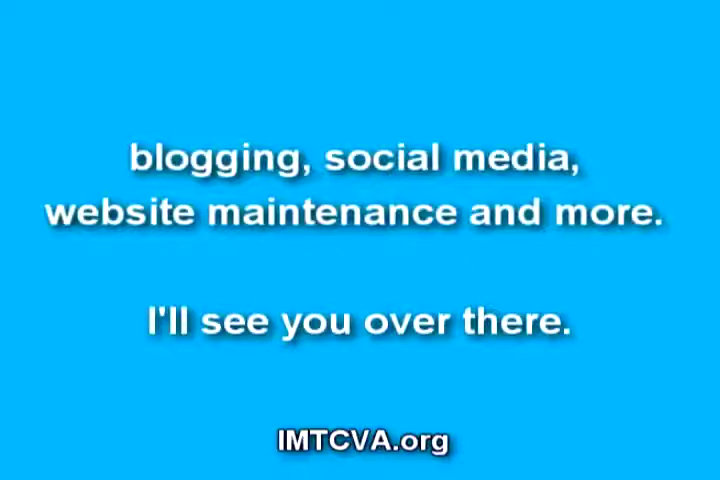 blogging, social media,
website maintenance and more.
I'll see you over there.
IMTCVA.org